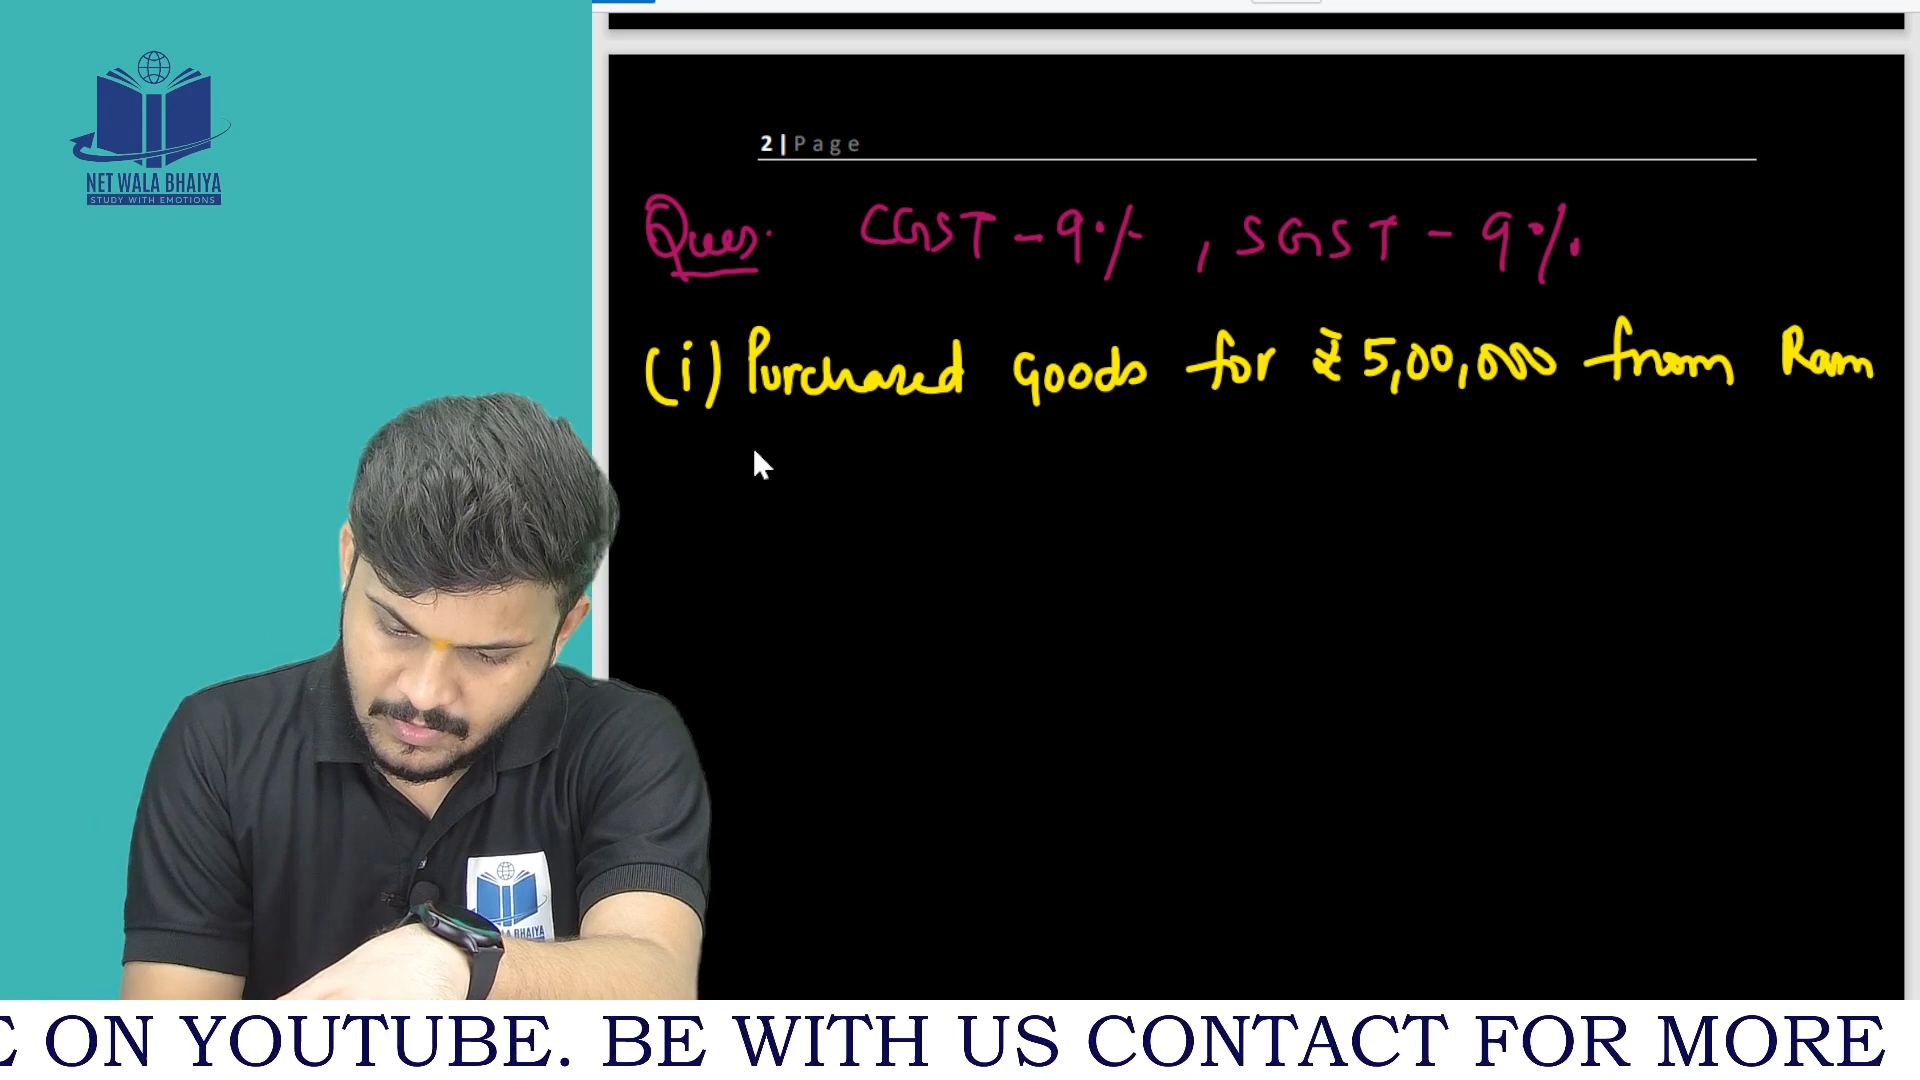 NET WALA BHAIYA
STUDY WITH EMOTIONS
2 | Page
Ques. CGST - 9% , SGST - 9%
(i) Purchased Goods for ₹ 5,00,000 from Ram
BHAIYA
E ON YOUTUBE. BE WITH US CONTACT FOR MORE